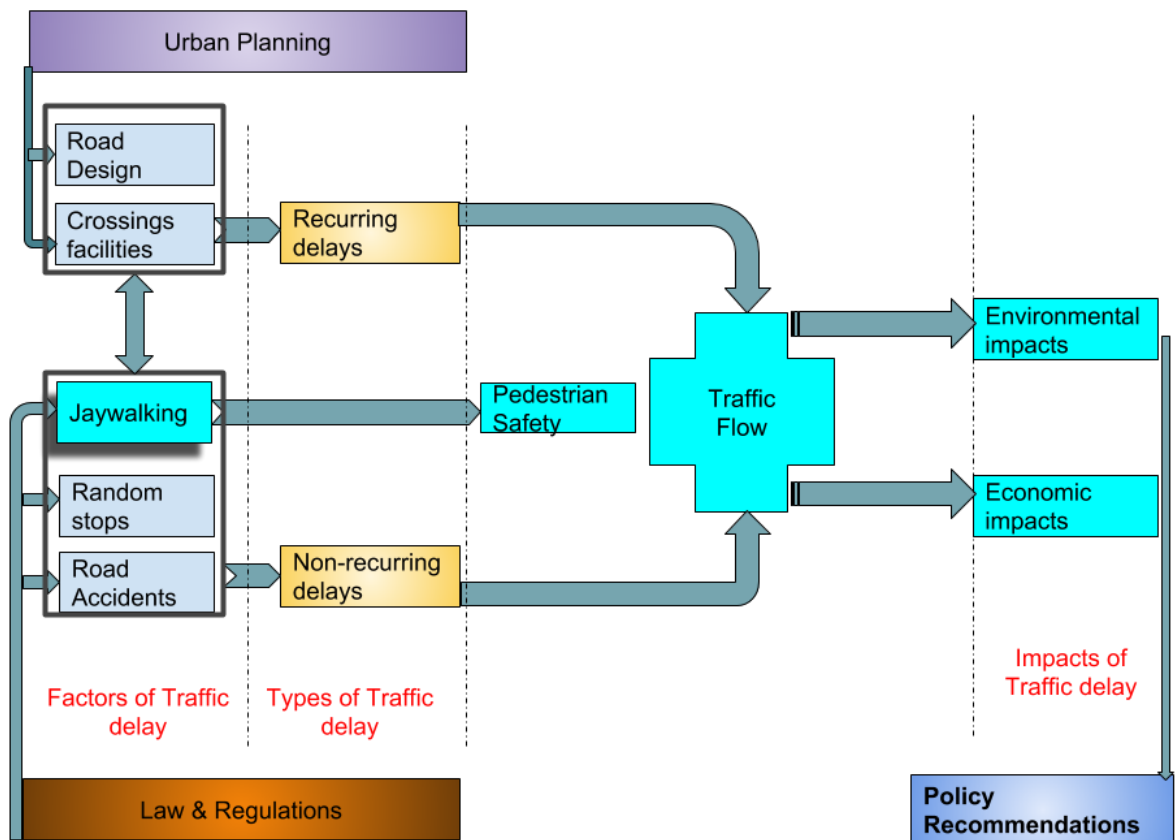 Urban Planning
Road
Design
Crossings
facilities
Recurring
delays
Environmental
impacts
Jaywalking
Pedestrian
Safety
Traffic
Flow
Random
stops
Economic
impacts
Road
Accidents
Non-recurring
delays
Factors of Traffic
delay
Types of Traffic
delay
Impacts of
Traffic delay
Law & Regulations
Policy
Recommendations